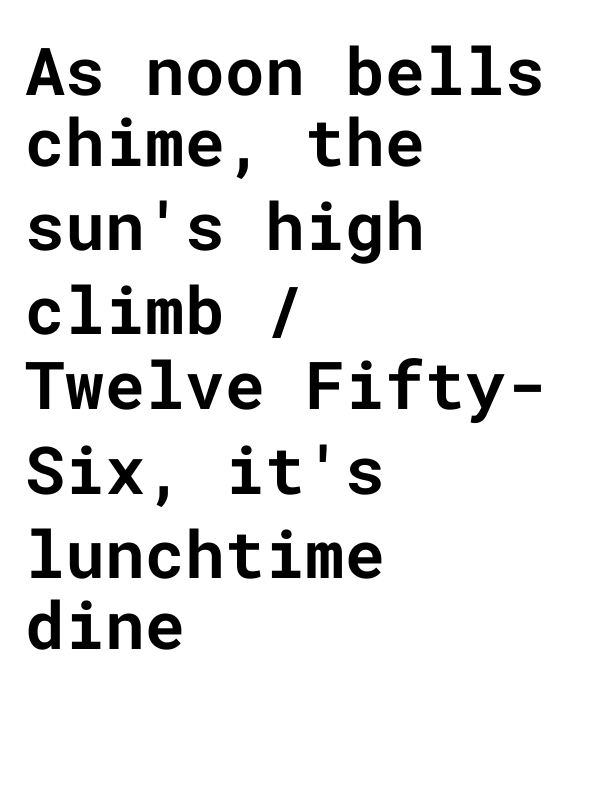 As noon bells
chime, the
sun's high
climb /
Twelve Fifty-
Six, it's
lunchtime
dine